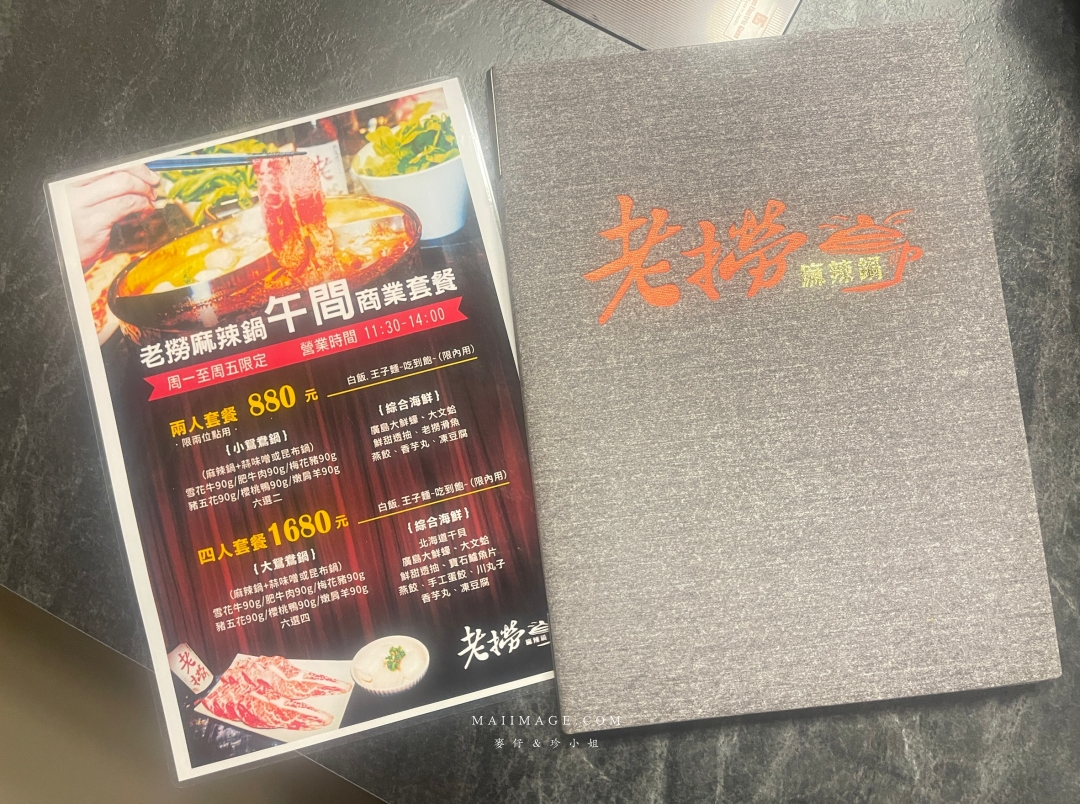 老撈麻辣鍋午間商業套餐
周一至周五限定 營業時間 11:30-14:00
兩人套餐 880 元
·限兩位點用·
{小鴛鴦鍋}
(麻辣鍋+蒜味噌或昆布鍋)
雪花牛90g/肥牛肉90g/梅花豬90g
豬五花90g/櫻桃鴨90g/嫩肩羊90g
六選二
白飯.王子麵-吃到飽-(限內用)
{綜合海鮮}
廣島大鮮蠔、大文蛤
鮮甜透抽、老撈滑魚
燕餃、香芋丸、凍豆腐
四人套餐1680元
{大鴛鴦鍋}
(麻辣鍋+蒜味噌或昆布鍋)
雪花牛90g/肥牛肉90g/梅花豬90g
豬五花90g/櫻桃鴨90g/嫩肩羊90g
六選四
白飯.王子麵-吃到飽-(限內用)
{綜合海鮮}
北海道干貝
廣島大鮮蠔、大文蛤
鮮甜透抽、寶石鱸魚片
燕餃、手工蛋餃、川丸子
香芋丸、凍豆腐
老撈
麻辣鍋
老撈
老撈
老撈
麻辣鍋
MAIIMAGE.COM
麥仔&珍小姐